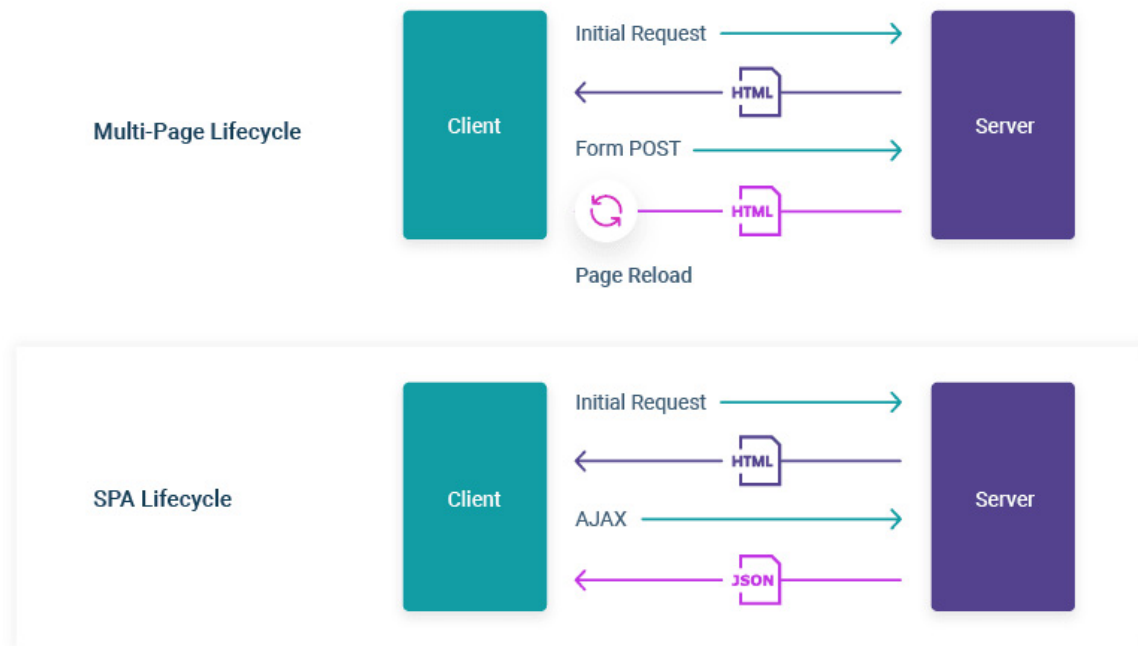 Initial Request
HTML
Multi-Page Lifecycle
Client
Server
Form POST
HTML
Page Reload
Initial Request
HTML
SPA Lifecycle
Client
Server
AJAX
JSON